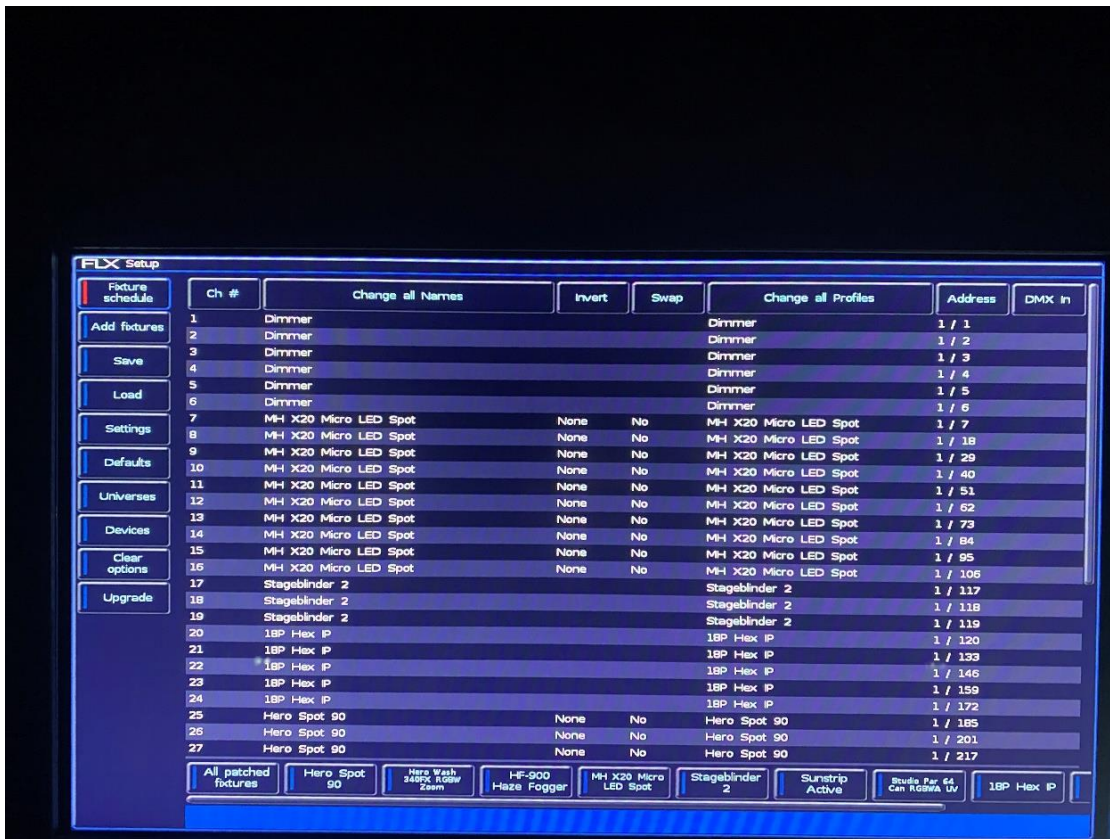 FLX Setup
Fixture schedule
Add fixtures
Save
Load
Settings
Defaults
Universes
Devices
Clear options
Upgrade
Ch # Change all Names Invert Swap Change all Profiles Address DMX In
1 Dimmer Dimmer 1 / 1
2 Dimmer Dimmer 1 / 2
3 Dimmer Dimmer 1 / 3
4 Dimmer Dimmer 1 / 4
5 Dimmer Dimmer 1 / 5
6 Dimmer Dimmer 1 / 6
7 MH X20 Micro LED Spot None No MH X20 Micro LED Spot 1 / 7
8 MH X20 Micro LED Spot None No MH X20 Micro LED Spot 1 / 18
9 MH X20 Micro LED Spot None No MH X20 Micro LED Spot 1 / 29
10 MH X20 Micro LED Spot None No MH X20 Micro LED Spot 1 / 40
11 MH X20 Micro LED Spot None No MH X20 Micro LED Spot 1 / 51
12 MH X20 Micro LED Spot None No MH X20 Micro LED Spot 1 / 62
13 MH X20 Micro LED Spot None No MH X20 Micro LED Spot 1 / 73
14 MH X20 Micro LED Spot None No MH X20 Micro LED Spot 1 / 84
15 MH X20 Micro LED Spot None No MH X20 Micro LED Spot 1 / 95
16 MH X20 Micro LED Spot None No MH X20 Micro LED Spot 1 / 106
17 Stageblinder 2 Stageblinder 2 1 / 117
18 Stageblinder 2 Stageblinder 2 1 / 118
19 Stageblinder 2 Stageblinder 2 1 / 119
20 18P Hex IP 18P Hex IP 1 / 120
21 18P Hex IP 18P Hex IP 1 / 133
22 18P Hex IP 18P Hex IP 1 / 146
23 18P Hex IP 18P Hex IP 1 / 159
24 18P Hex IP 18P Hex IP 1 / 172
25 Hero Spot 90 None No Hero Spot 90 1 / 185
26 Hero Spot 90 None No Hero Spot 90 1 / 201
27 Hero Spot 90 None No Hero Spot 90 1 / 217
All patched fixtures
Hero Spot 90
Hero Wash 340FX RGBW Zoom
HF-900 Haze Fogger
MH X20 Micro LED Spot
Stageblinder 2
Sunstrip Active
Studio Par 64 Can RGBWA UV
18P Hex IP